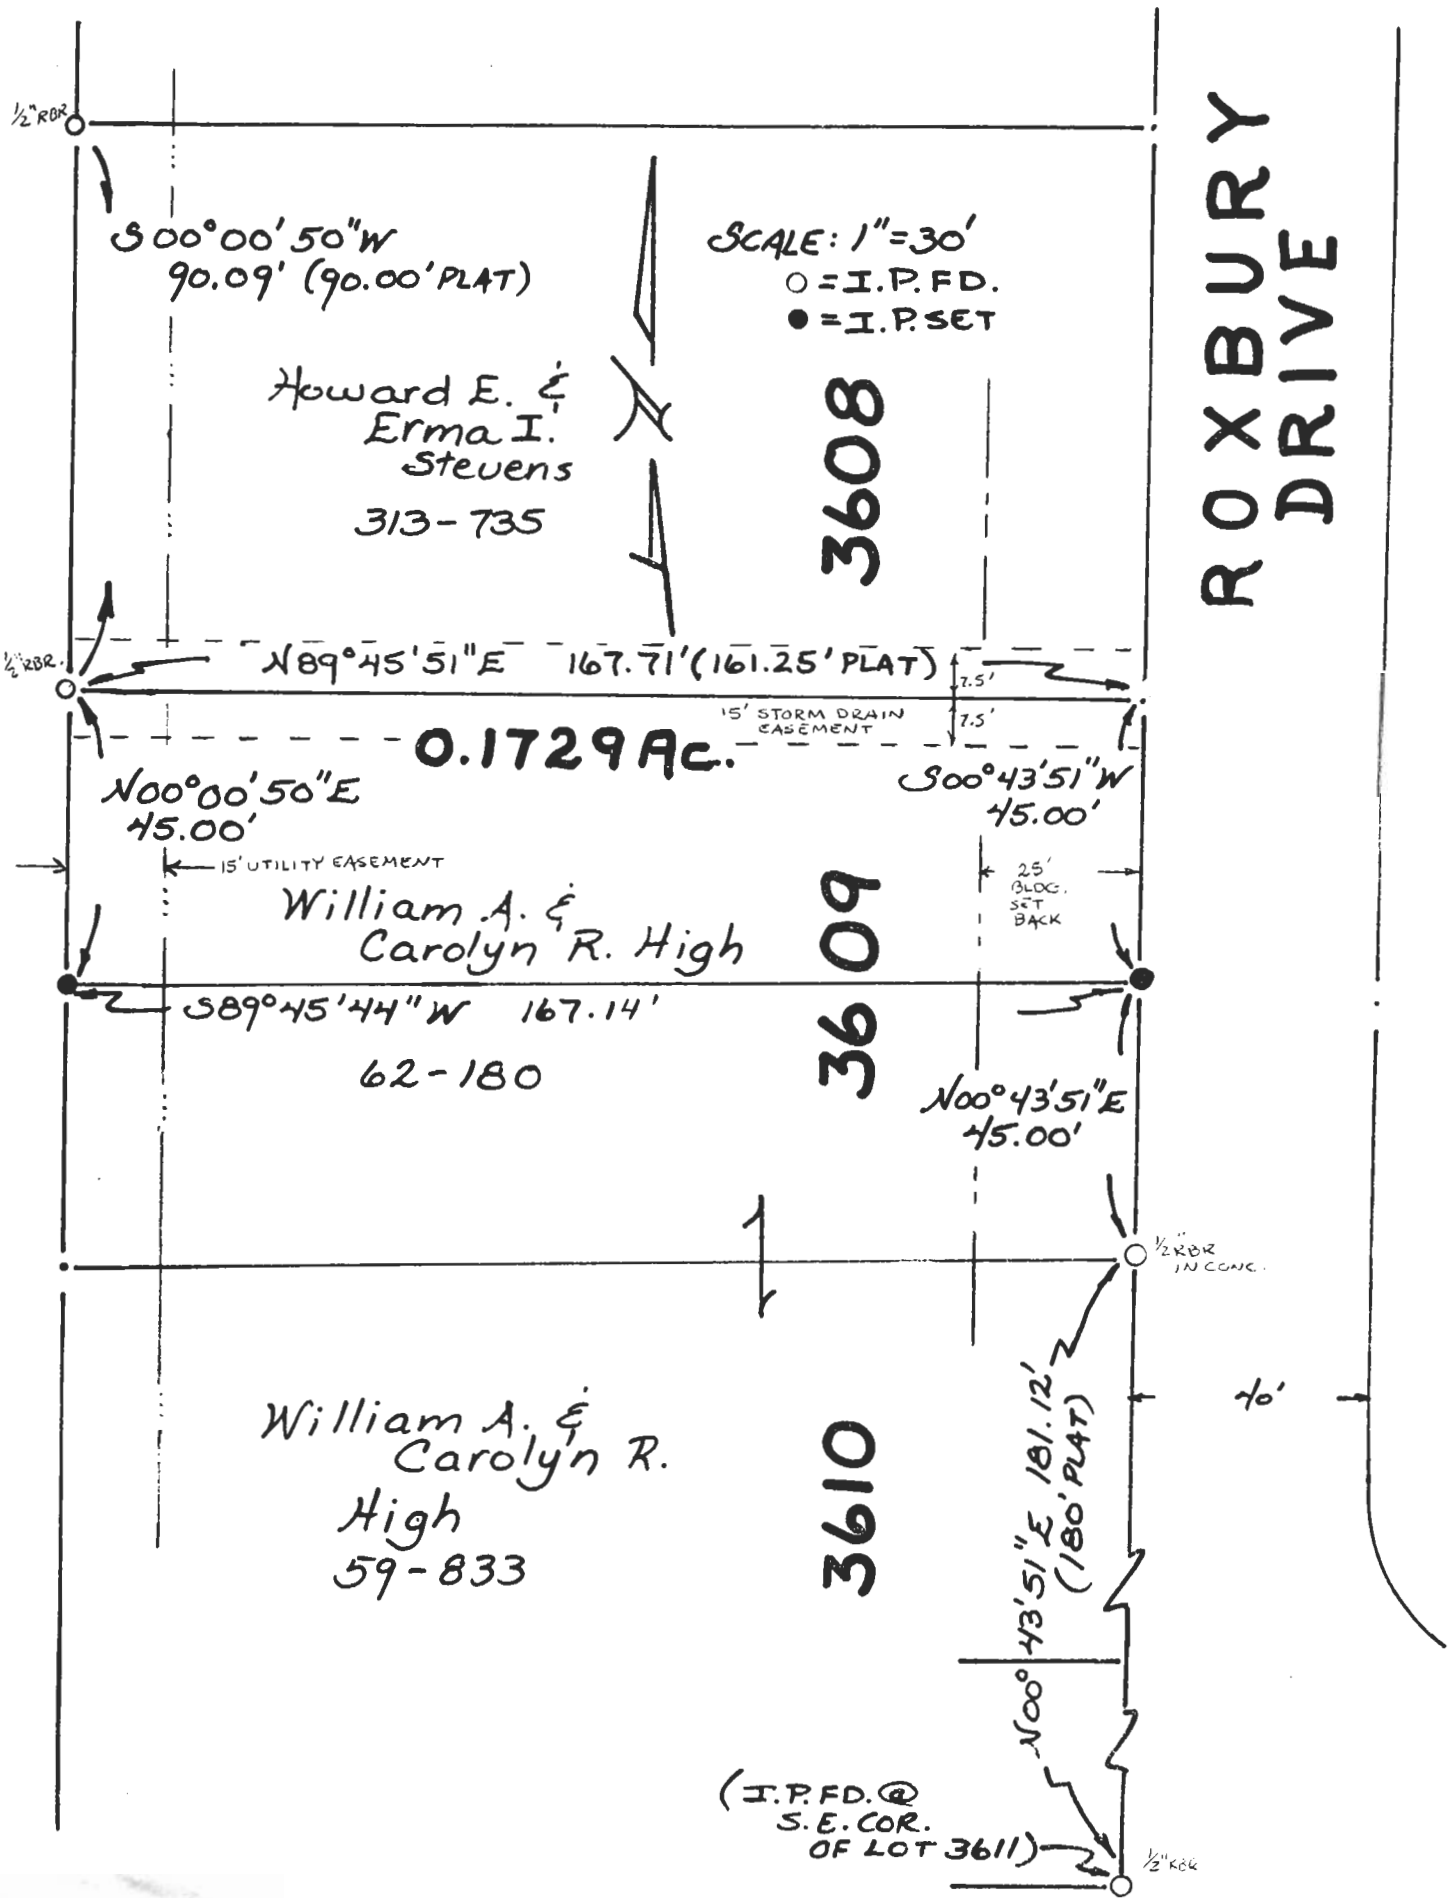 1/2" RBR
S 00°00'50"W
90.09' (90.00' PLAT)
SCALE: 1"=30'
○ = I.P. FD.
● = I.P. SET
ROXBURY
DRIVE
Howard E. &
Erma I.
Stevens
313-735
3608
1/2" RBR.
N89°45'51"E 167.71' (161.25' PLAT)
7.5'
15' STORM DRAIN
EASEMENT
7.5'
0.1729 Ac.
N00°00'50"E
45.00'
S00°43'51"W
45.00'
15' UTILITY EASEMENT
25'
BLDG.
SET
BACK
William A. &
Carolyn R. High
3609
S89°45'44"W 167.14'
62-180
N00°43'51"E
45.00'
1/2" RBR
IN CONC.
William A. &
Carolyn R.
High
59-833
3610
N00°43'51"E 181.12'
(180' PLAT)
40'
(I.P. FD. @
S.E. COR.
OF LOT 3611)
1/2" RBR